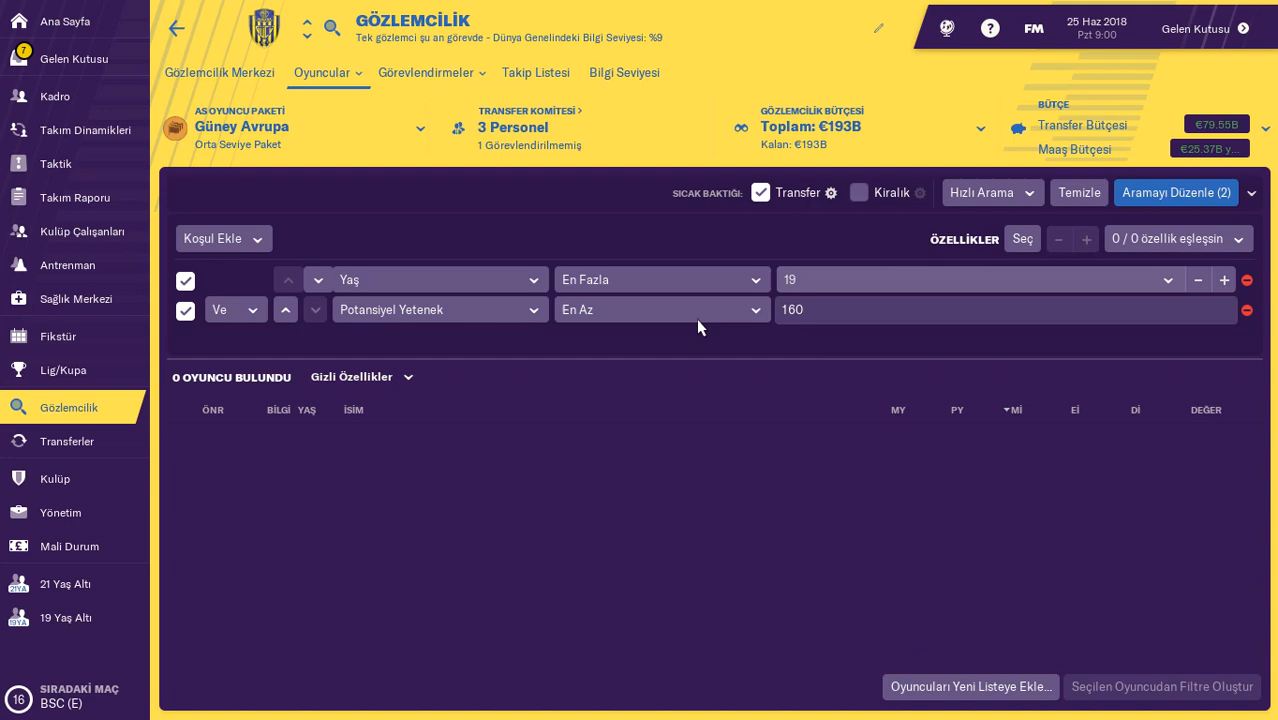 Ana Sayfa
7
Gelen Kutusu
Kadro
Takım Dinamikleri
Taktik
Takım Raporu
Kulüp Çalışanları
Antrenman
Sağlık Merkezi
Fikstür
Lig/Kupa
Gözlemcilik
Transferler
Kulüp
Yönetim
Mali Durum
21YA
21 Yaş Altı
19YA
19 Yaş Altı
16
SIRADAKİ MAÇ
BSC (E)
GÖZLEMCİLİK
Tek gözlemci şu an görevde - Dünya Genelindeki Bilgi Seviyesi: %9
?
FM
25 Haz 2018
Pzt 9:00
Gelen Kutusu
Gözlemcilik Merkezi Oyuncular Görevlendirmeler Takip Listesi Bilgi Seviyesi
AS OYUNCU PAKETİ
Güney Avrupa
Orta Seviye Paket
TRANSFER KOMİTESİ >
3 Personel
1 Görevlendirilmemiş
GÖZLEMCİLİK BÜTÇESİ
Toplam: €193B
Kalan: €193B
BÜTÇE
Transfer Bütçesi €79.55B
Maaş Bütçesi €25.37B y...
SICAK BAKTIĞI: Transfer Kiralık Hızlı Arama Temizle Aramayı Düzenle (2)
Koşul Ekle ÖZELLİKLER Seç − + 0 / 0 özellik eşleşsin
Yaş En Fazla 19 − +
Ve Potansiyel Yetenek En Az 160
0 OYUNCU BULUNDU Gizli Özellikler
ÖNR BİLGİ YAŞ İSİM MY PY Mİ Eİ Dİ DEĞER
Oyuncuları Yeni Listeye Ekle... Seçilen Oyuncudan Filtre Oluştur